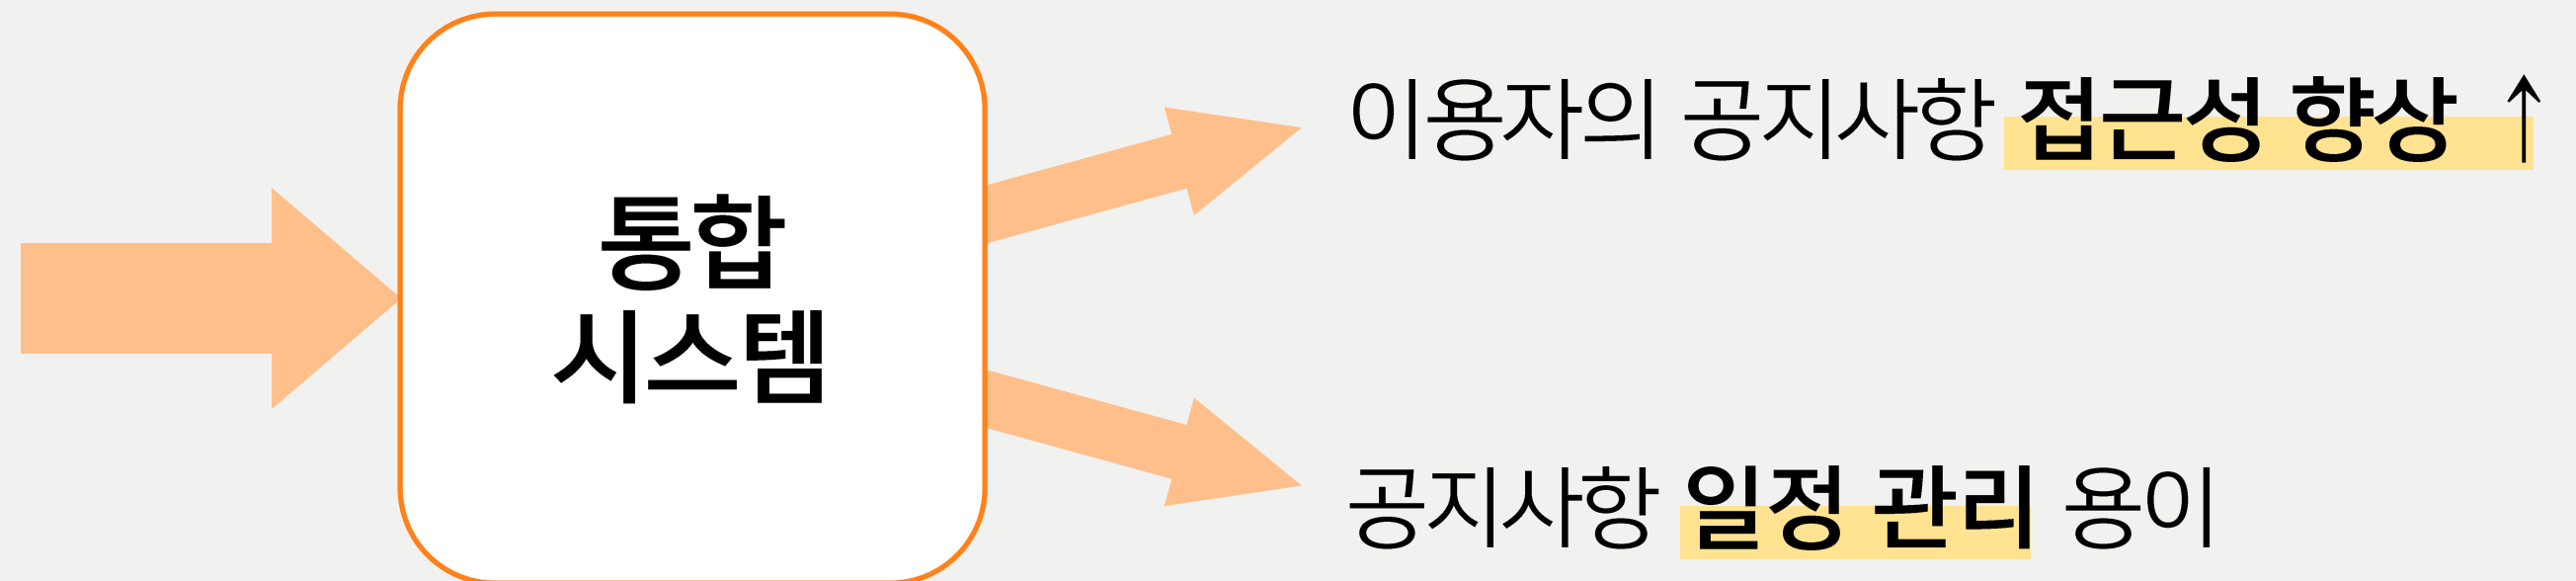 통합
시스템
이용자의 공지사항 접근성 향상 ↑
공지사항 일정 관리 용이